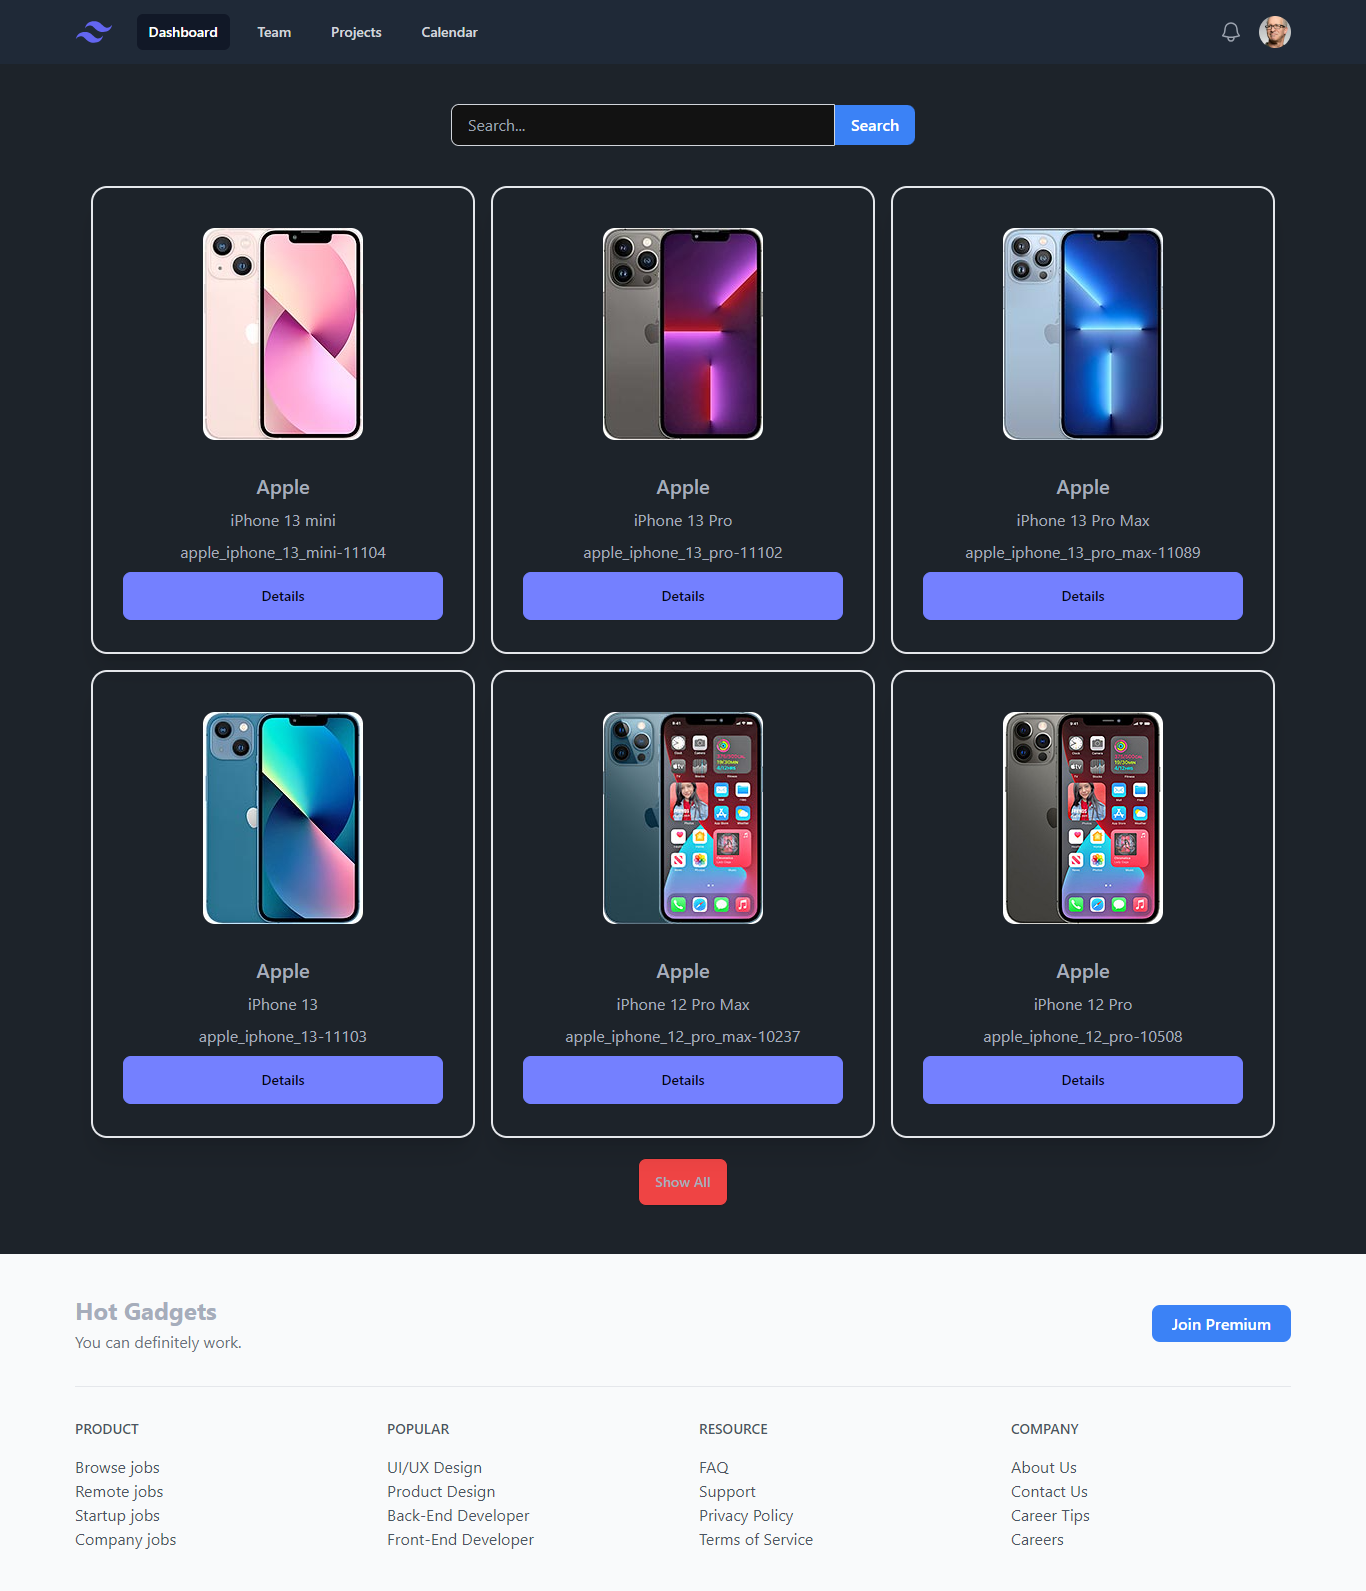 Dashboard Team Projects Calendar
Search... Search
Apple
iPhone 13 mini
apple_iphone_13_mini-11104
Details
Apple
iPhone 13 Pro
apple_iphone_13_pro-11102
Details
Apple
iPhone 13 Pro Max
apple_iphone_13_pro_max-11089
Details
Apple
iPhone 13
apple_iphone_13-11103
Details
Apple
iPhone 12 Pro Max
apple_iphone_12_pro_max-10237
Details
Apple
iPhone 12 Pro
apple_iphone_12_pro-10508
Details
Show All
Hot Gadgets
You can definitely work.
Join Premium
PRODUCT
Browse jobs
Remote jobs
Startup jobs
Company jobs
POPULAR
UI/UX Design
Product Design
Back-End Developer
Front-End Developer
RESOURCE
FAQ
Support
Privacy Policy
Terms of Service
COMPANY
About Us
Contact Us
Career Tips
Careers